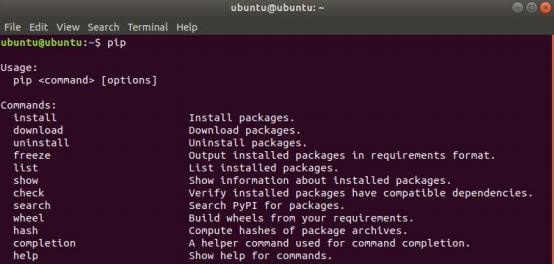 ubuntu@ubuntu: ~
File Edit View Search Terminal Help
ubuntu@ubuntu:~$ pip
Usage:
pip <command> [options]
Commands:
install Install packages.
download Download packages.
uninstall Uninstall packages.
freeze Output installed packages in requirements format.
list List installed packages.
show Show information about installed packages.
check Verify installed packages have compatible dependencies.
search Search PyPI for packages.
wheel Build wheels from your requirements.
hash Compute hashes of package archives.
completion A helper command used for command completion.
help Show help for commands.